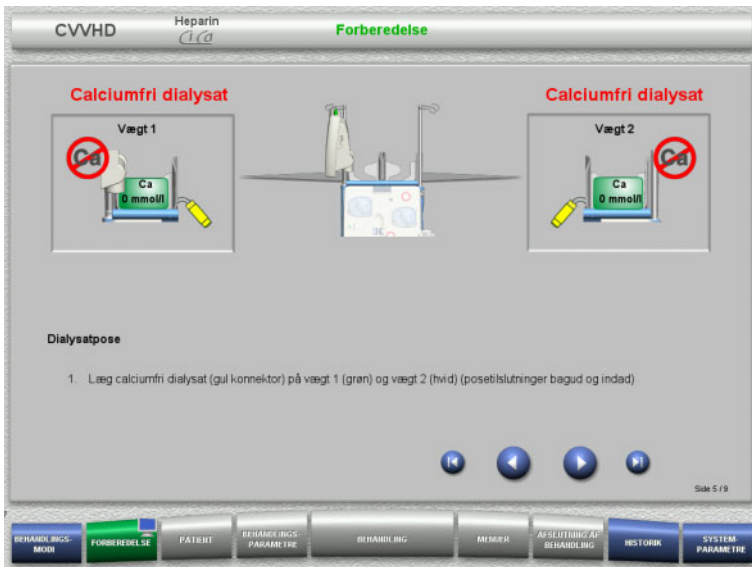 CVVHD
Heparin
CiCa
Forberedelse
Calciumfri dialysat
Vægt 1
Ca
Ca
0 mmol/l
Calciumfri dialysat
Vægt 2
Ca
Ca
0 mmol/l
Dialysatpose
1. Læg calciumfri dialysat (gul konnektor) på vægt 1 (grøn) og vægt 2 (hvid) (posetilslutninger bagud og indad)
Side 5 / 9
BEHANDLINGS-
MODI
FORBEREDELSE
PATIENT
BEHANDLINGS-
PARAMETRE
BEHANDLING
MENUER
AFSLUTNING AF
BEHANDLING
HISTORIK
SYSTEM-
PARAMETRE